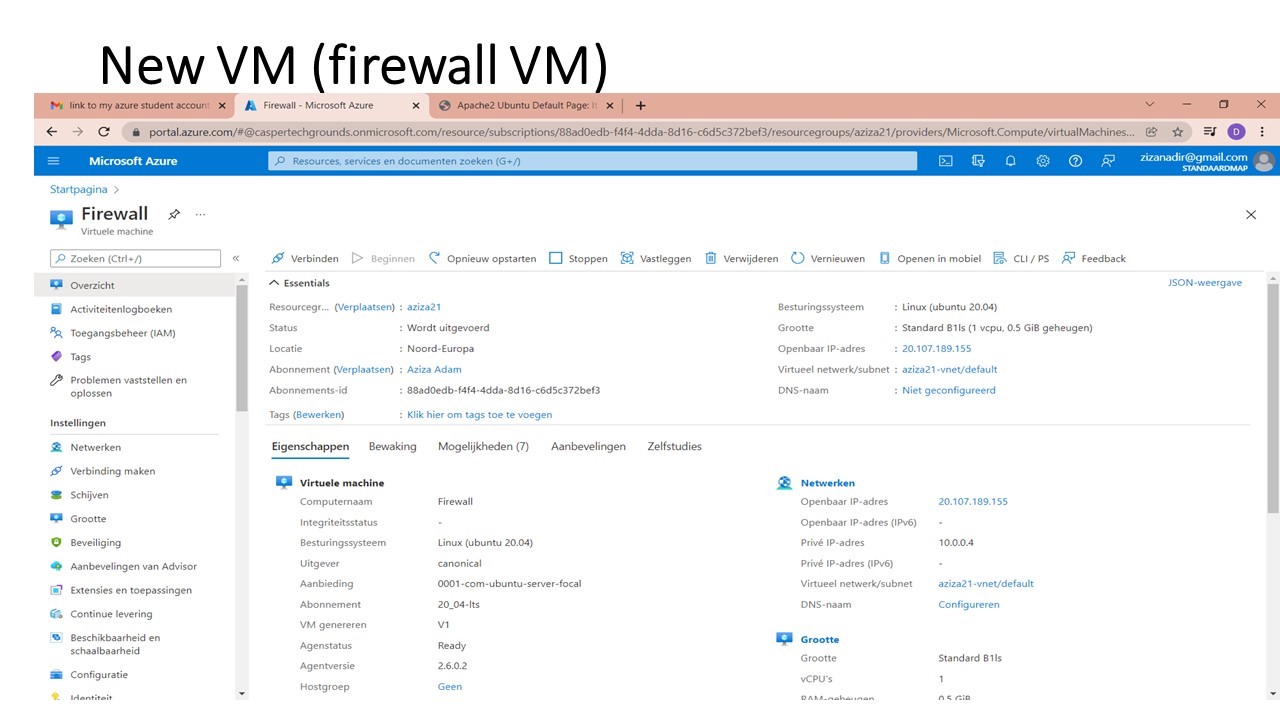 New VM (firewall VM)
link to my azure student account
Firewall - Microsoft Azure
Apache2 Ubuntu Default Page: It
portal.azure.com/#@caspertechgrounds.onmicrosoft.com/resource/subscriptions/88ad0edb-f4f4-4dda-8d16-c6d5c372bef3/resourcegroups/aziza21/providers/Microsoft.Compute/virtualMachines...
D
Microsoft Azure
Resources, services en documenten zoeken (G+/)
zizanadir@gmail.com
STANDAARDMAP
Startpagina
Firewall
Virtuele machine
Zoeken (Ctrl+/)
Verbinden
Beginnen
Opnieuw opstarten
Stoppen
Vastleggen
Verwijderen
Vernieuwen
Openen in mobiel
CLI / PS
Feedback
Overzicht
Activiteitenlogboeken
Toegangsbeheer (IAM)
Tags
Problemen vaststellen en
oplossen
Instellingen
Netwerken
Verbinding maken
Schijven
Grootte
Beveiliging
Aanbevelingen van Advisor
Extensies en toepassingen
Continue levering
Beschikbaarheid en
schaalbaarheid
Configuratie
Identiteit
Essentials
JSON-weergave
Resourcegr... (Verplaatsen) : aziza21
Status : Wordt uitgevoerd
Locatie : Noord-Europa
Abonnement (Verplaatsen) : Aziza Adam
Abonnements-id : 88ad0edb-f4f4-4dda-8d16-c6d5c372bef3
Tags (Bewerken) : Klik hier om tags toe te voegen
Besturingssysteem : Linux (ubuntu 20.04)
Grootte : Standard B1ls (1 vcpu, 0.5 GiB geheugen)
Openbaar IP-adres : 20.107.189.155
Virtueel netwerk/subnet : aziza21-vnet/default
DNS-naam : Niet geconfigureerd
Eigenschappen
Bewaking
Mogelijkheden (7)
Aanbevelingen
Zelfstudies
Virtuele machine
Computernaam Firewall
Integriteitsstatus -
Besturingssysteem Linux (ubuntu 20.04)
Uitgever canonical
Aanbieding 0001-com-ubuntu-server-focal
Abonnement 20_04-lts
VM genereren V1
Agenstatus Ready
Agentversie 2.6.0.2
Hostgroep Geen
Netwerken
Openbaar IP-adres 20.107.189.155
Openbaar IP-adres (IPv6) -
Privé IP-adres 10.0.0.4
Privé IP-adres (IPv6) -
Virtueel netwerk/subnet aziza21-vnet/default
DNS-naam Configureren
Grootte
Grootte Standard B1ls
vCPU's 1
RAM-geheugen 0.5 GiB